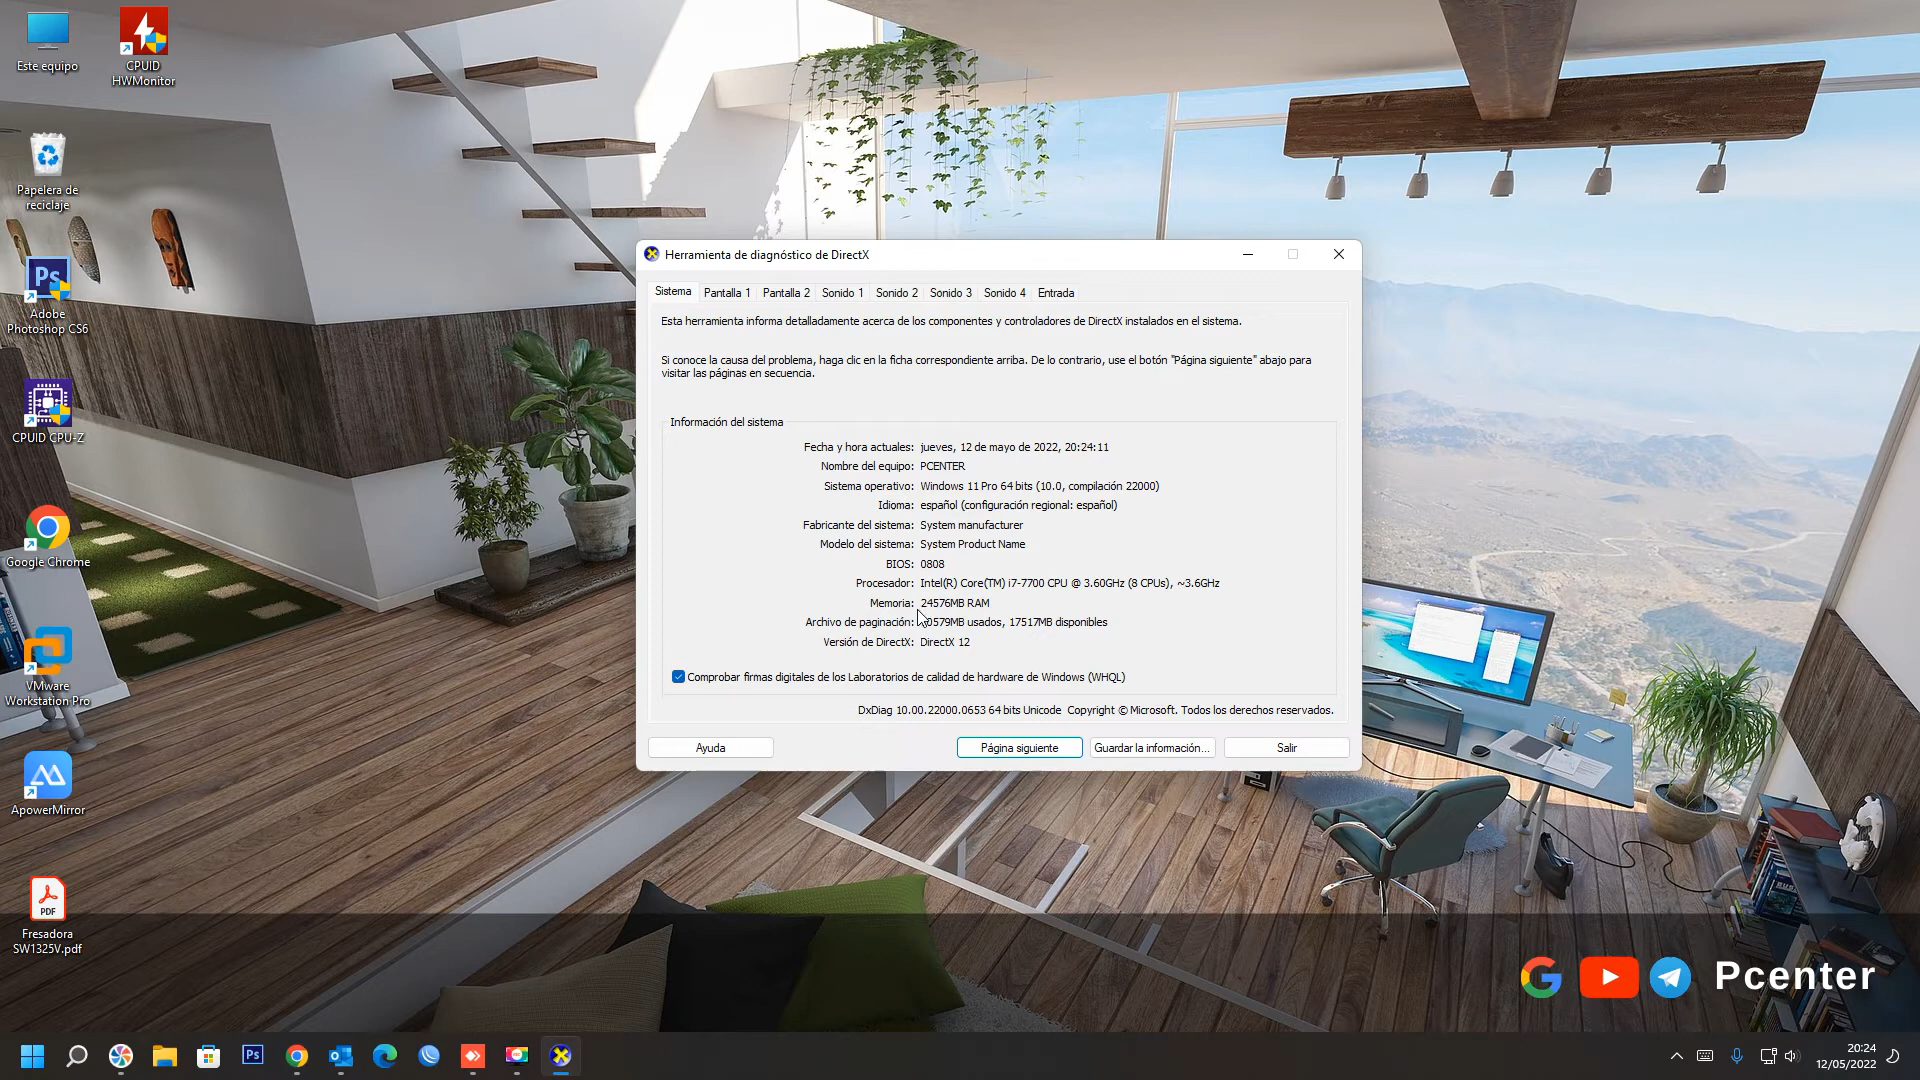 Este equipo
CPUID
HWMonitor
Papelera de
reciclaje
Ps
Adobe
Photoshop CS6
CPUID CPU-Z
Google Chrome
VMware
Workstation Pro
ApowerMirror
PDF
Fresadora
SW1325V.pdf
Herramienta de diagnóstico de DirectX
Sistema Pantalla 1 Pantalla 2 Sonido 1 Sonido 2 Sonido 3 Sonido 4 Entrada
Esta herramienta informa detalladamente acerca de los componentes y controladores de DirectX instalados en el sistema.
Si conoce la causa del problema, haga clic en la ficha correspondiente arriba. De lo contrario, use el botón "Página siguiente" abajo para
visitar las páginas en secuencia.
Información del sistema
Fecha y hora actuales: jueves, 12 de mayo de 2022, 20:24:11
Nombre del equipo: PCENTER
Sistema operativo: Windows 11 Pro 64 bits (10.0, compilación 22000)
Idioma: español (configuración regional: español)
Fabricante del sistema: System manufacturer
Modelo del sistema: System Product Name
BIOS: 0808
Procesador: Intel(R) Core(TM) i7-7700 CPU @ 3.60GHz (8 CPUs), ~3.6GHz
Memoria: 24576MB RAM
Archivo de paginación: usados, 17517MB disponibles
Versión de DirectX: DirectX 12
Comprobar firmas digitales de los Laboratorios de calidad de hardware de Windows (WHQL)
DxDiag 10.00.22000.0653 64 bits Unicode Copyright © Microsoft. Todos los derechos reservados.
Ayuda Página siguiente Guardar la información... Salir
Pcenter
Ps
20:24
12/05/2022